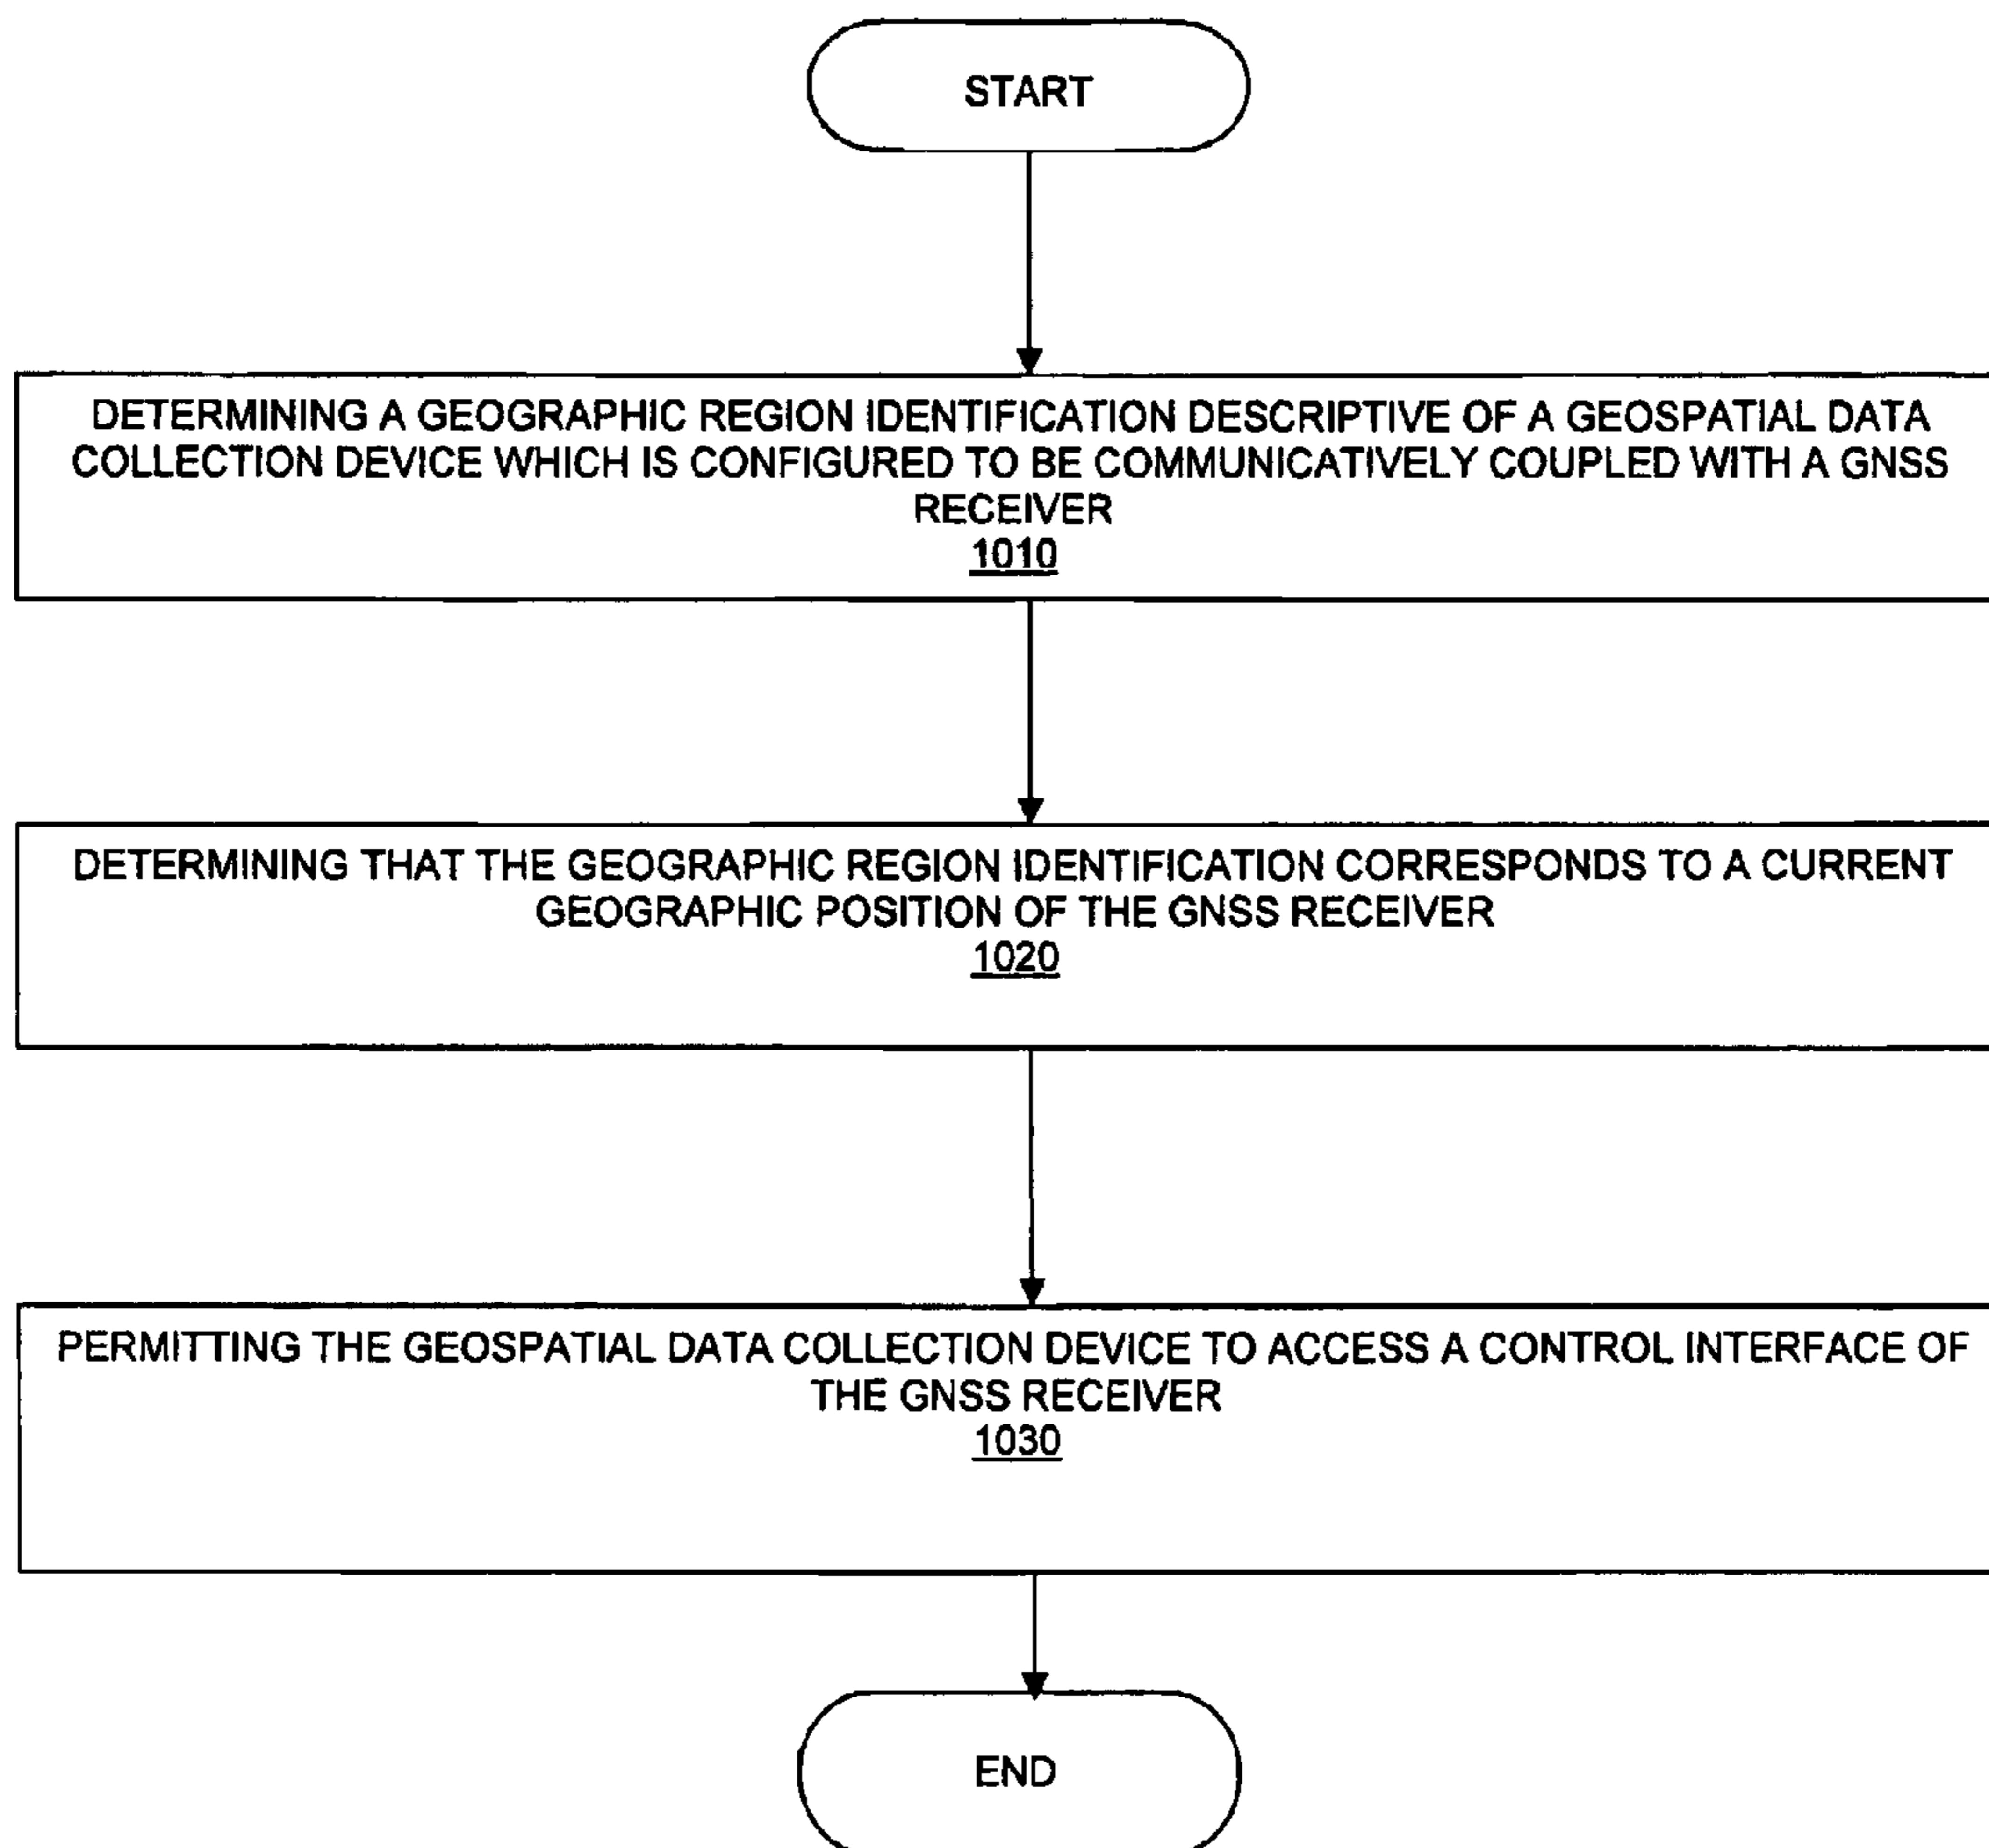 START
DETERMINING A GEOGRAPHIC REGION IDENTIFICATION DESCRIPTIVE OF A GEOSPATIAL DATA
COLLECTION DEVICE WHICH IS CONFIGURED TO BE COMMUNICATIVELY COUPLED WITH A GNSS
RECEIVER
1010
DETERMINING THAT THE GEOGRAPHIC REGION IDENTIFICATION CORRESPONDS TO A CURRENT
GEOGRAPHIC POSITION OF THE GNSS RECEIVER
1020
PERMITTING THE GEOSPATIAL DATA COLLECTION DEVICE TO ACCESS A CONTROL INTERFACE OF
THE GNSS RECEIVER
1030
END